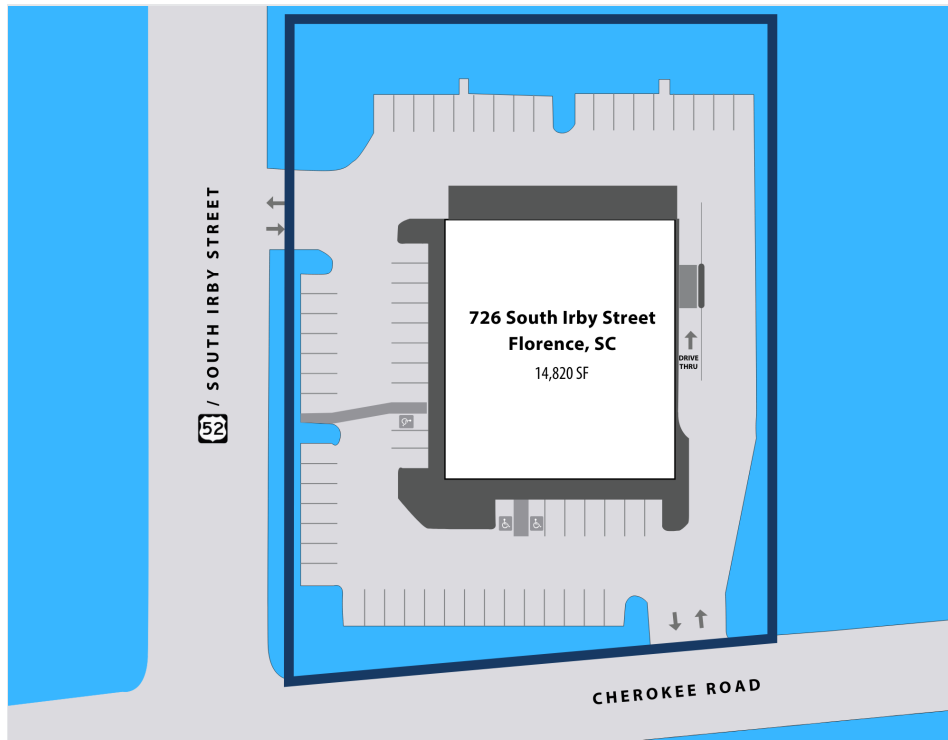 726 South Irby Street
Florence, SC
14,820 SF
DRIVE
THRU
52 / SOUTH IRBY STREET
CHEROKEE ROAD